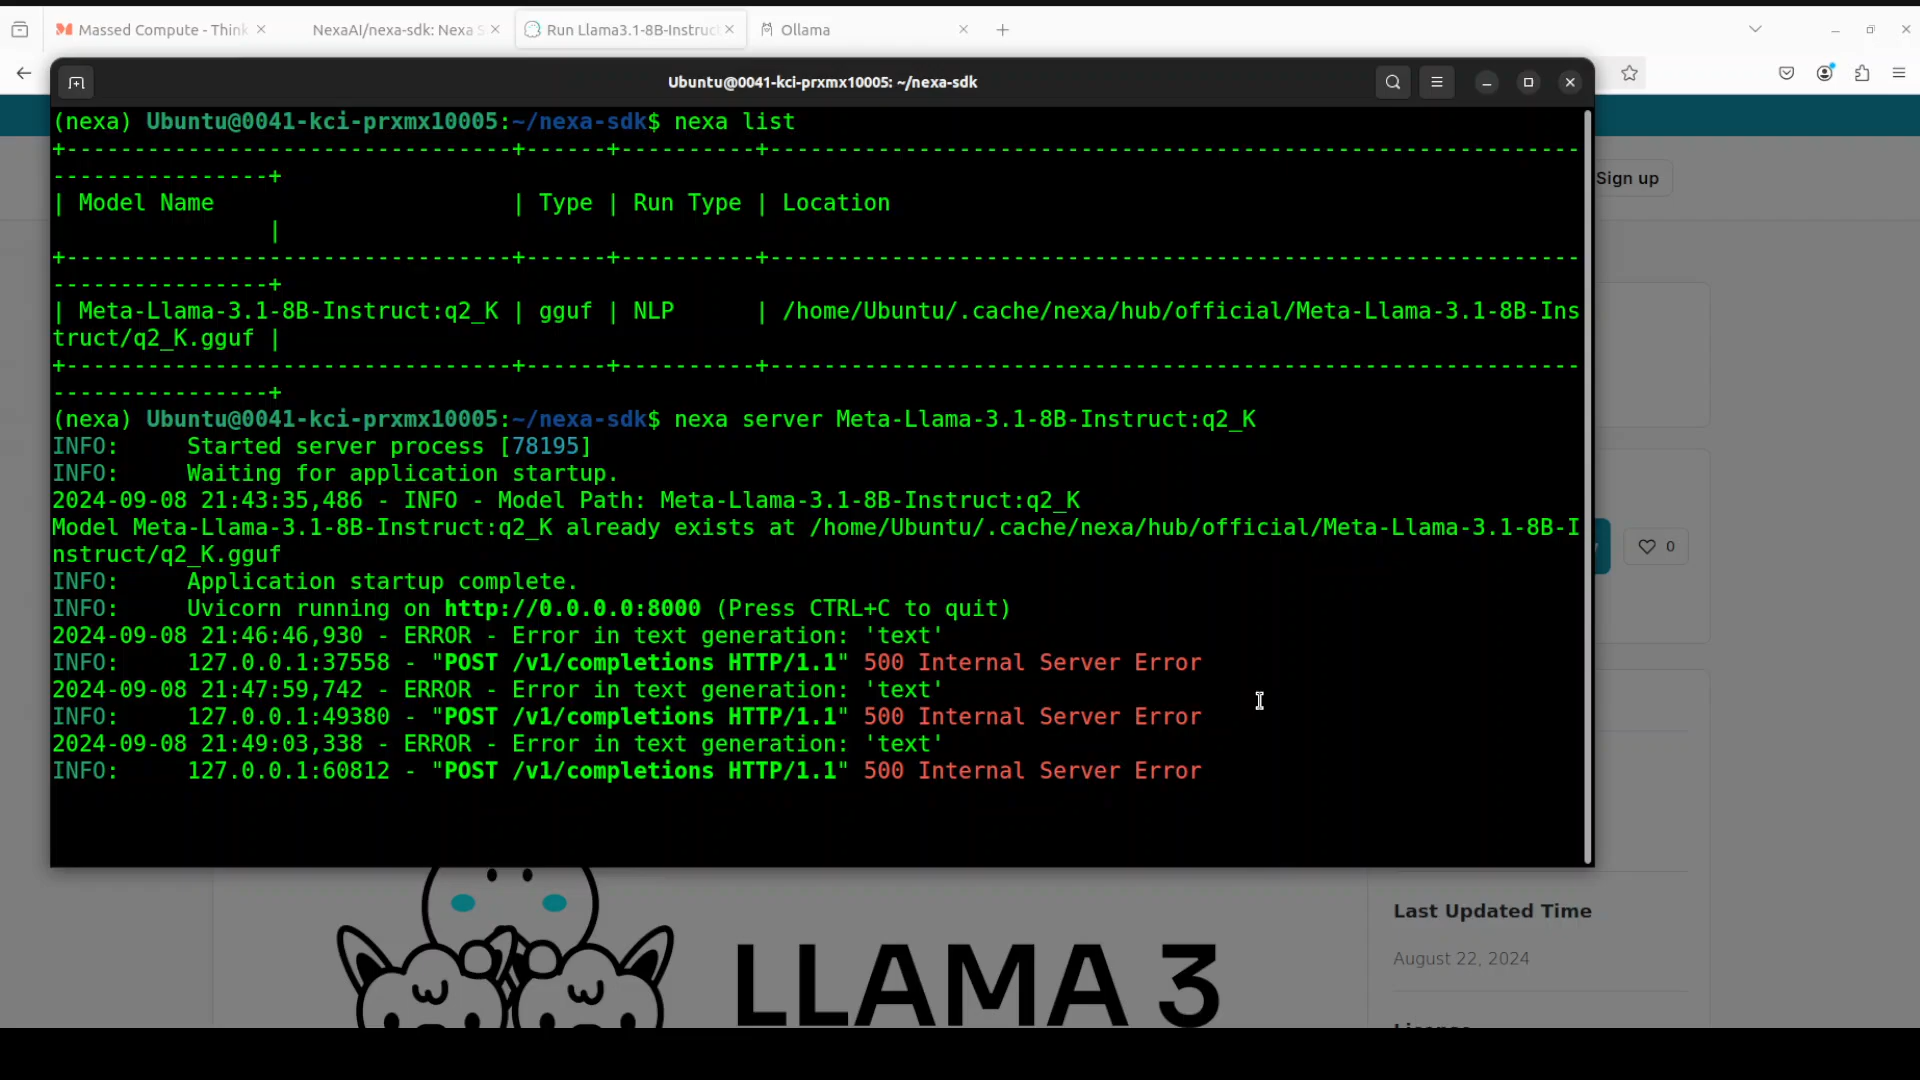 Massed Compute - Think
NexaAI/nexa-sdk: Nexa S
Run Llama3.1-8B-Instruc
Ollama
Ubuntu@0041-kci-prxmx10005: ~/nexa-sdk
(nexa) Ubuntu@0041-kci-prxmx10005:~/nexa-sdk$ nexa list
+----------------------------------+------+----------+------------------------------------------------------------
----------------+
| Model Name | Type | Run Type | Location
|
+----------------------------------+------+----------+------------------------------------------------------------
----------------+
| Meta-Llama-3.1-8B-Instruct:q2_K | gguf | NLP | /home/Ubuntu/.cache/nexa/hub/official/Meta-Llama-3.1-8B-Ins
truct/q2_K.gguf |
+----------------------------------+------+----------+------------------------------------------------------------
----------------+
(nexa) Ubuntu@0041-kci-prxmx10005:~/nexa-sdk$ nexa server Meta-Llama-3.1-8B-Instruct:q2_K
INFO: Started server process [78195]
INFO: Waiting for application startup.
2024-09-08 21:43:35,486 - INFO - Model Path: Meta-Llama-3.1-8B-Instruct:q2_K
Model Meta-Llama-3.1-8B-Instruct:q2_K already exists at /home/Ubuntu/.cache/nexa/hub/official/Meta-Llama-3.1-8B-I
nstruct/q2_K.gguf
INFO: Application startup complete.
INFO: Uvicorn running on http://0.0.0.0:8000 (Press CTRL+C to quit)
2024-09-08 21:46:46,930 - ERROR - Error in text generation: 'text'
INFO: 127.0.0.1:37558 - "POST /v1/completions HTTP/1.1" 500 Internal Server Error
2024-09-08 21:47:59,742 - ERROR - Error in text generation: 'text'
INFO: 127.0.0.1:49380 - "POST /v1/completions HTTP/1.1" 500 Internal Server Error
2024-09-08 21:49:03,338 - ERROR - Error in text generation: 'text'
INFO: 127.0.0.1:60812 - "POST /v1/completions HTTP/1.1" 500 Internal Server Error
Sign up
0
LLAMA 3
Last Updated Time
August 22, 2024